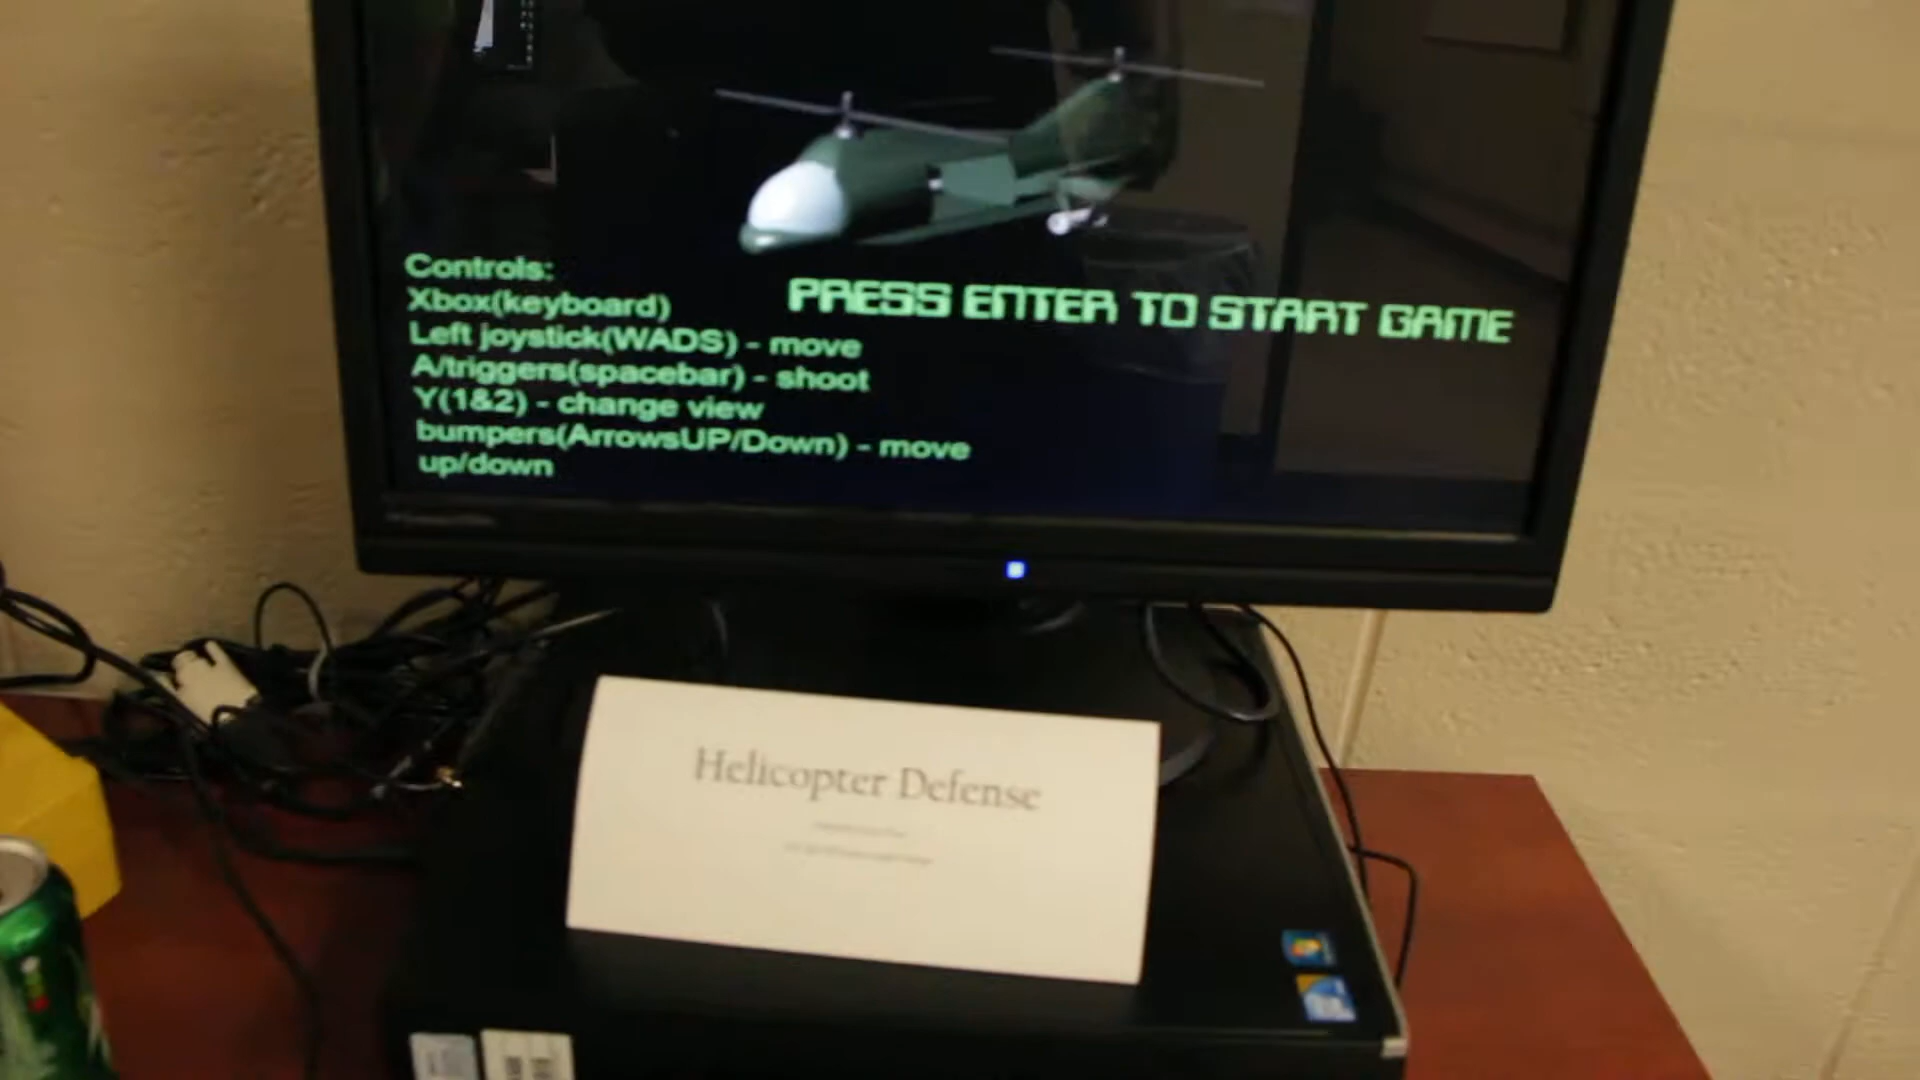 Controls:
Xbox(keyboard)
PRESS ENTER TO START GAME
Left joystick(WADS) - move
A/triggers(spacebar) - shoot
Y(1&2) - change view
bumpers(ArrowsUP/Down) - move
up/down
Helicopter Defense